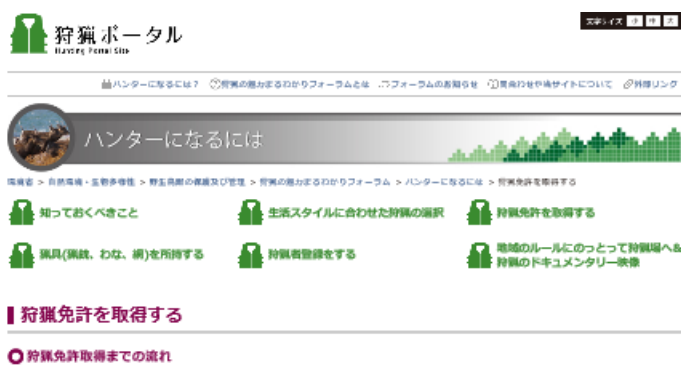 狩猟ポータル
Hunting Portal Site
文字サイズ 小 中 大
ハンターになるには? 狩猟の魅力まるわかりフォーラムとは フォーラムのお知らせ 問合わせや当サイトについて 外部リンク
ハンターになるには
環境省 > 自然環境・生物多様性 > 野生鳥獣の保護及び管理 > 狩猟の魅力まるわかりフォーラム > ハンターになるには > 狩猟免許を取得する
知っておくべきこと
生活スタイルに合わせた狩猟の選択
狩猟免許を取得する
猟具(猟銃、わな、網)を所持する
狩猟者登録をする
地域のルールにのっとって狩猟場へ&
狩猟のドキュメンタリー映像
狩猟免許を取得する
狩猟免許取得までの流れ